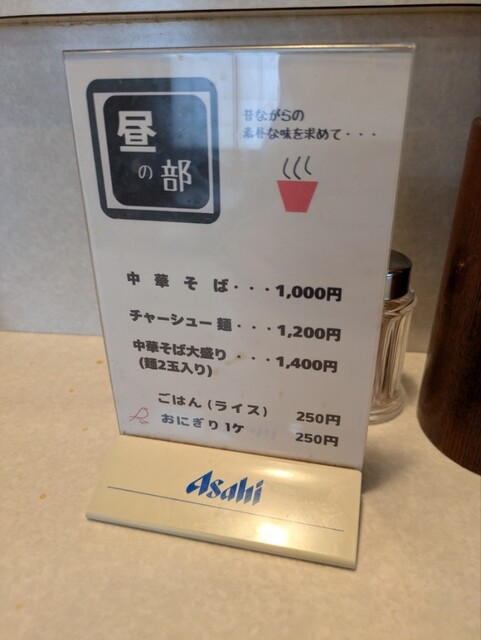 昼
の部
昔ながらの
素朴な味を求めて・・・
中華そば・・・1,000円
チャーシュー麺・・・1,200円
中華そば大盛り・・・1,400円
(麺2玉入り)
ごはん(ライス) 250円
おにぎり1ケ 250円
Asahi